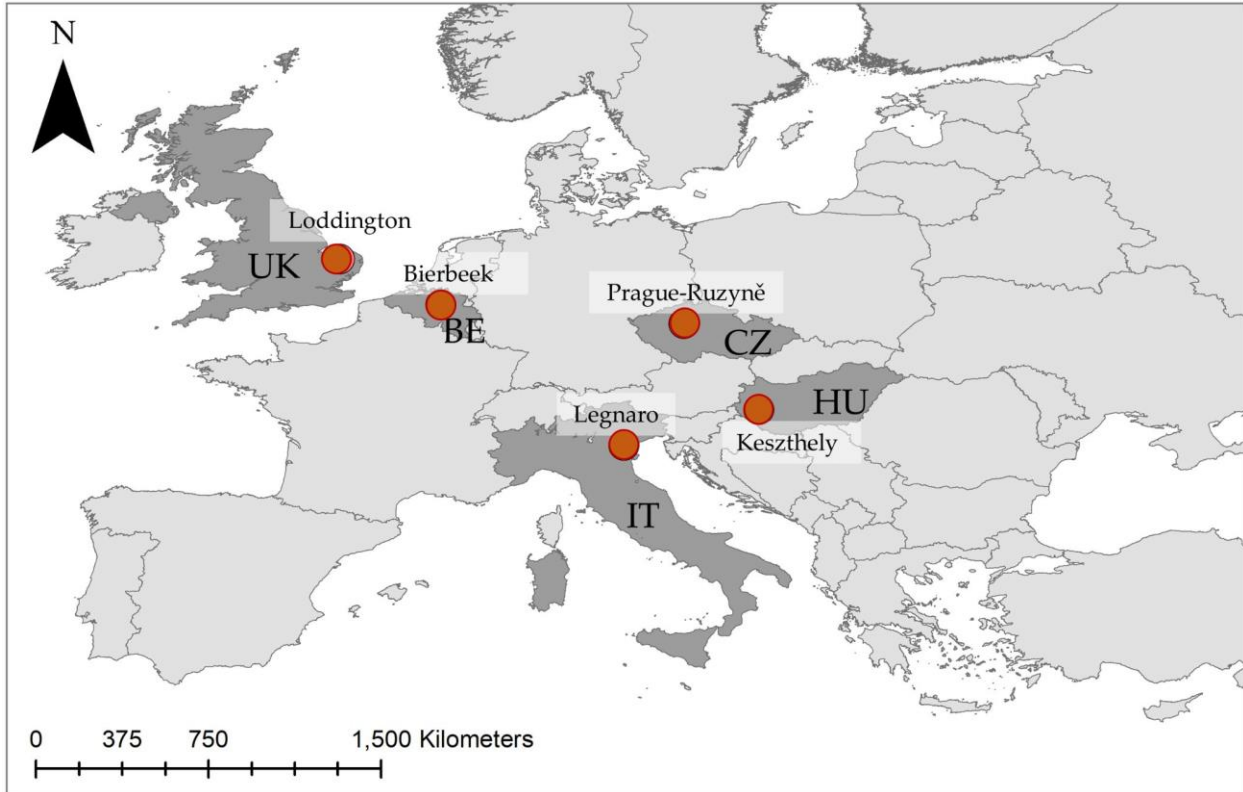 N
Loddington
UK
Bierbeek
BE
Prague-Ruzyně
CZ
HU
Legnaro
Keszthely
IT
0 375 750 1,500 Kilometers